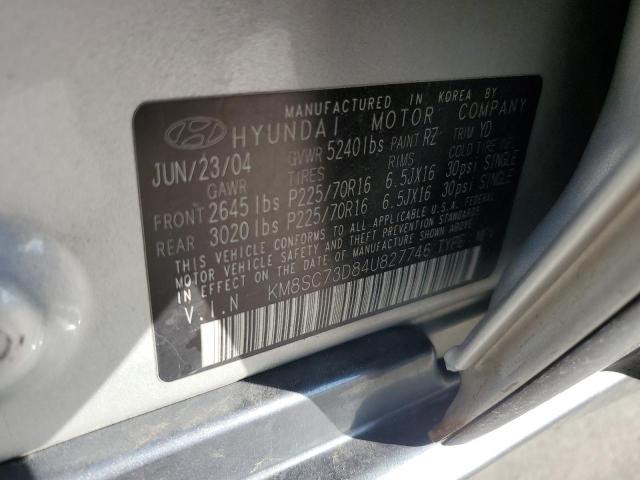 MANUFACTURED IN KOREA BY
HYUNDAI MOTOR COMPANY
JUN/23/04 GVWR 5240lbs PAINT RZ TRIM YD
GAWR TIRES RIMS COLD TIRE
FRONT 2645 lbs P225/70R16 6.5JX16 30psi SINGLE
REAR 3020 lbs P225/70R16 6.5JX16 30psi SINGLE
THIS VEHICLE CONFORMS TO ALL APPLICABLE U.S.A. FEDERAL
MOTOR VEHICLE SAFETY AND THEFT PREVENTION STANDARDS
IN EFFECT ON THE DATE OF MANUFACTURE SHOWN ABOVE.
V.I.N KM8SC73D84U827746 TYPE: MPV